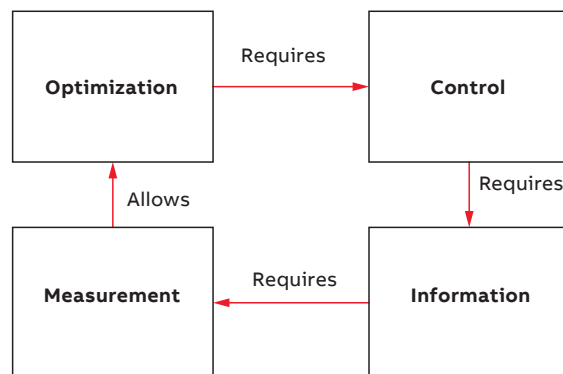 Requires
Optimization
Control
Requires
Allows
Requires
Measurement
Information